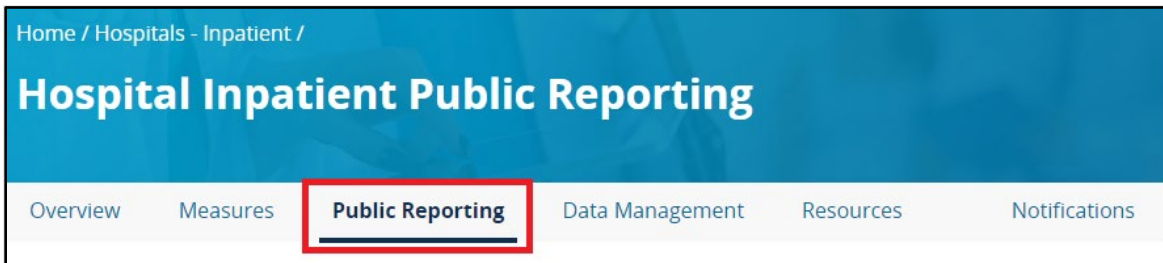 Home / Hospitals - Inpatient /
Hospital Inpatient Public Reporting
Overview Measures Public Reporting Data Management Resources Notifications